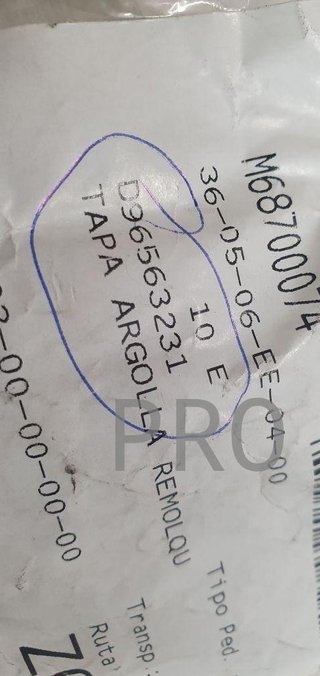 M68700074
36-05-06-EE-04-00
10 E
D96563231
TAPA ARGOLLA REMOLQU
-00-00-00-00
Tipo Ped.
Transp.:
Ruta
PRO